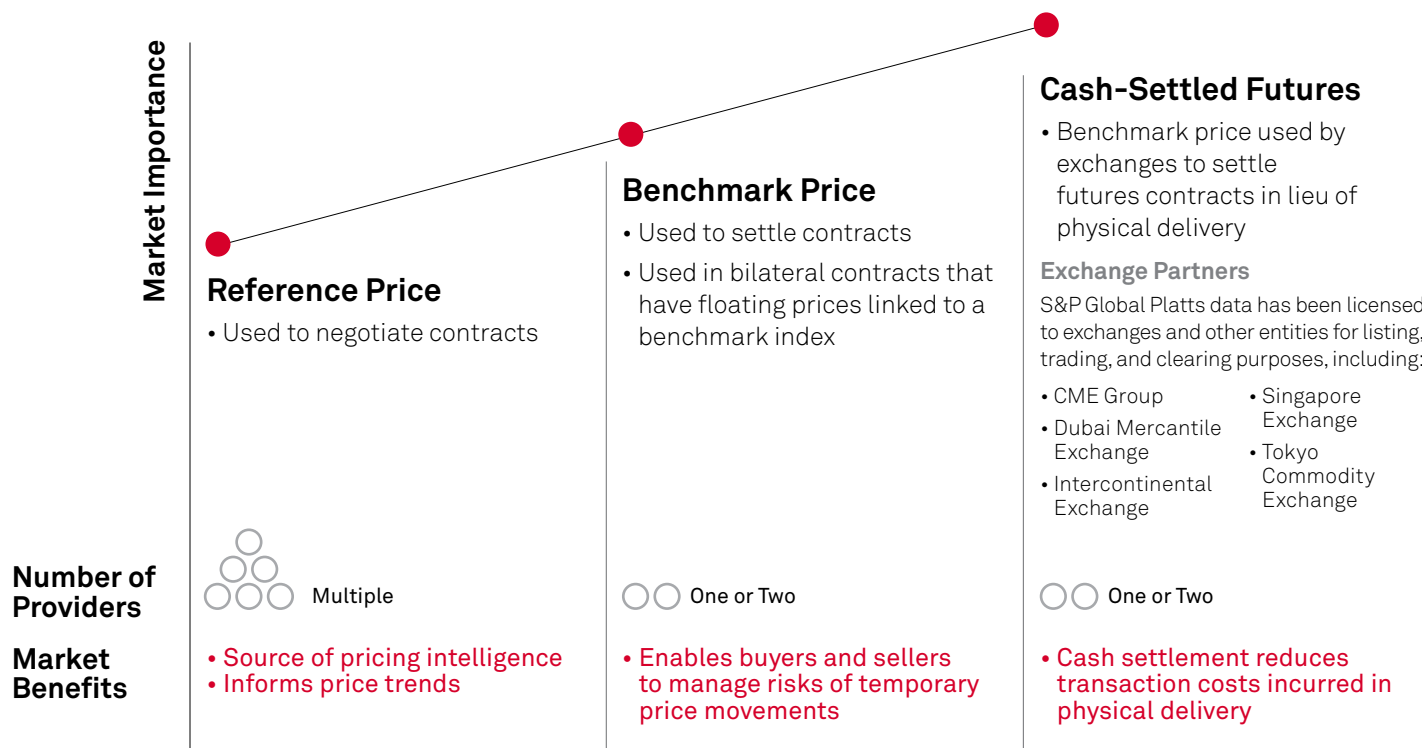 Market Importance
Reference Price
• Used to negotiate contracts
Benchmark Price
• Used to settle contracts
• Used in bilateral contracts that
have floating prices linked to a
benchmark index
Cash-Settled Futures
• Benchmark price used by
exchanges to settle
futures contracts in lieu of
physical delivery
Exchange Partners
S&P Global Platts data has been licensed
to exchanges and other entities for listing,
trading, and clearing purposes, including:
• CME Group
• Dubai Mercantile
Exchange
• Intercontinental
Exchange
• Singapore
Exchange
• Tokyo
Commodity
Exchange
Number of
Providers
Multiple
One or Two
One or Two
Market
Benefits
• Source of pricing intelligence
• Informs price trends
• Enables buyers and sellers
to manage risks of temporary
price movements
• Cash settlement reduces
transaction costs incurred in
physical delivery